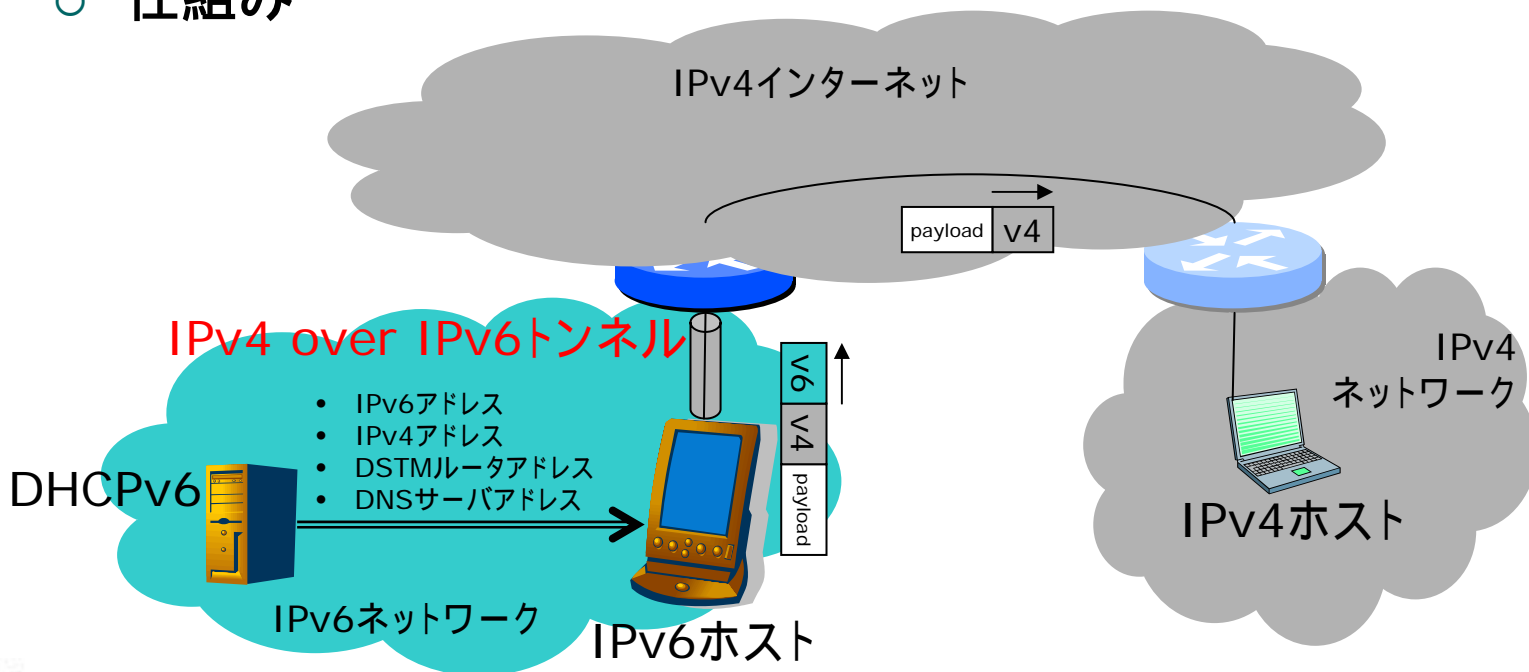 ○ 仕組み
IPv4インターネット
payload v4
IPv4 over IPv6トンネル
v6 v4 payload
IPv4
ネットワーク
• IPv6アドレス
• IPv4アドレス
• DSTMルータアドレス
• DNSサーバアドレス
DHCPv6
IPv4ホスト
IPv6ネットワーク
IPv6ホスト